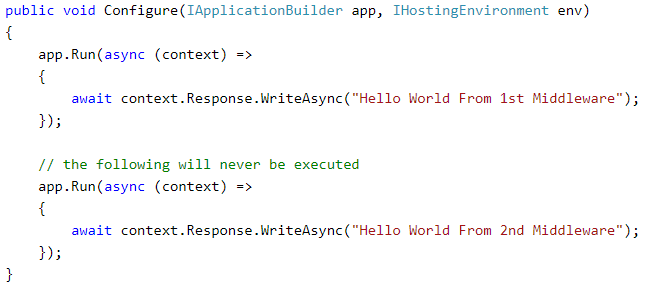 public void Configure(IApplicationBuilder app, IHostingEnvironment env)
{
    app.Run(async (context) =>
    {
        await context.Response.WriteAsync("Hello World From 1st Middleware");
    });

    // the following will never be executed
    app.Run(async (context) =>
    {
        await context.Response.WriteAsync("Hello World From 2nd Middleware");
    });
}